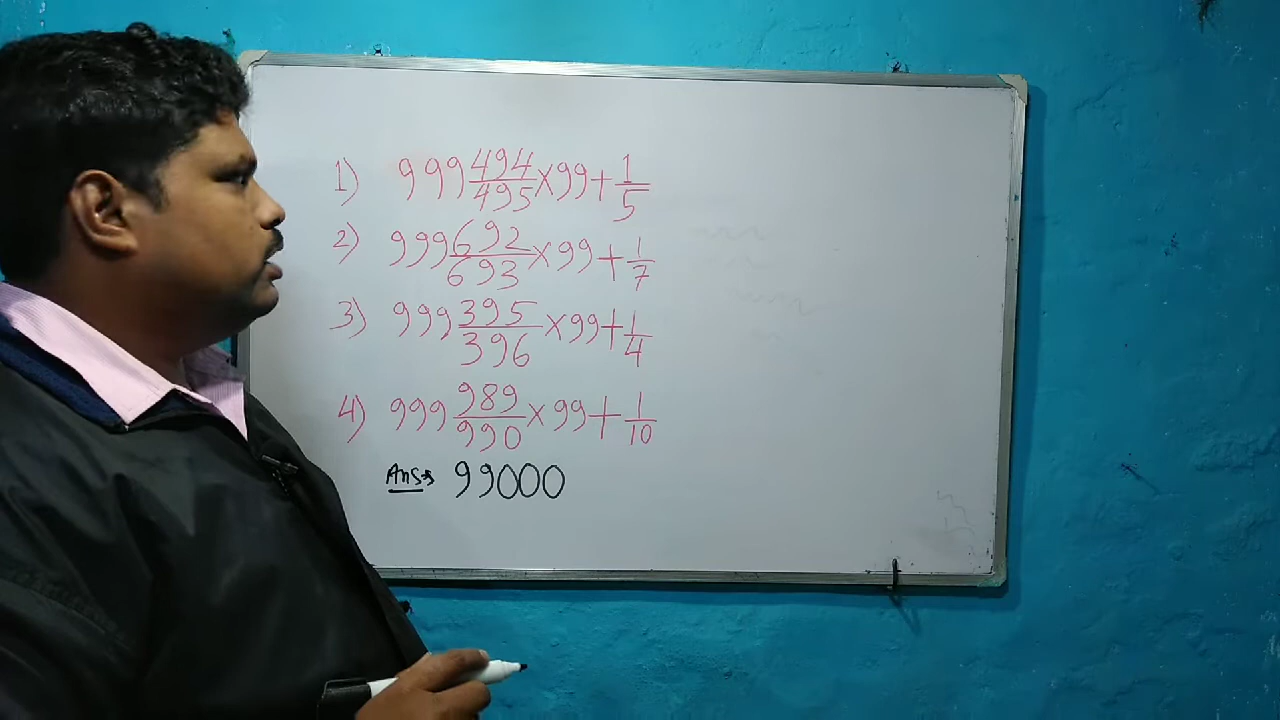 1) 999 494/495 × 99 + 1/5
2) 999 692/693 × 99 + 1/7
3) 999 395/396 × 99 + 1/4
4) 999 989/990 × 99 + 1/10
Ans: 99000